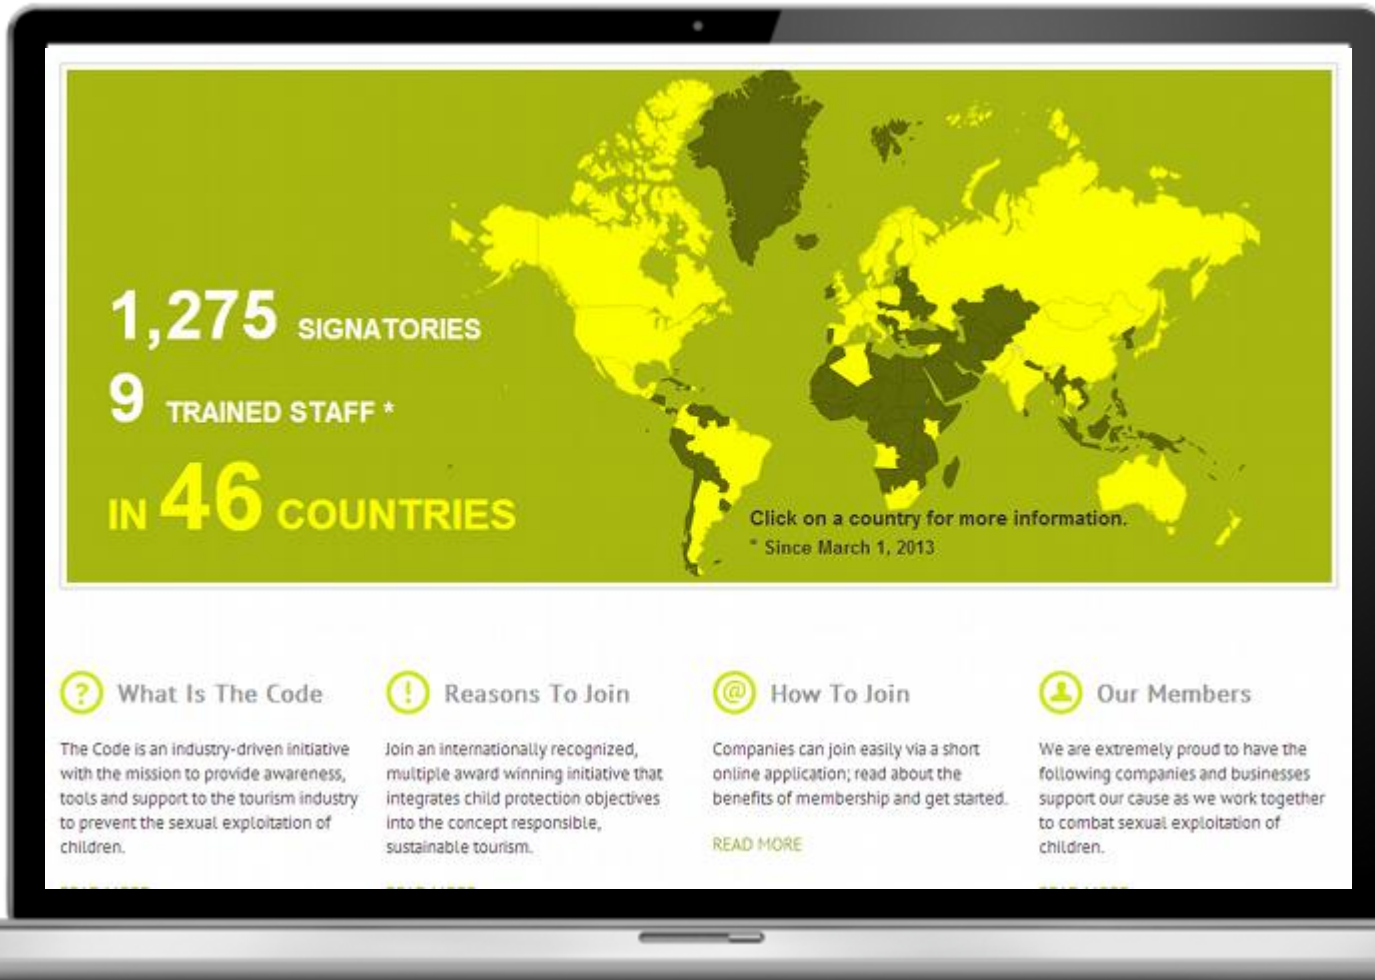 1,275 SIGNATORIES
9 TRAINED STAFF *
IN 46 COUNTRIES
Click on a country for more information.
* Since March 1, 2013
? What Is The Code
The Code is an industry-driven initiative
with the mission to provide awareness,
tools and support to the tourism industry
to prevent the sexual exploitation of
children.
! Reasons To Join
Join an internationally recognized,
multiple award winning initiative that
integrates child protection objectives
into the concept responsible,
sustainable tourism.
@ How To Join
Companies can join easily via a short
online application; read about the
benefits of membership and get started.
READ MORE
Our Members
We are extremely proud to have the
following companies and businesses
support our cause as we work together
to combat sexual exploitation of
children.